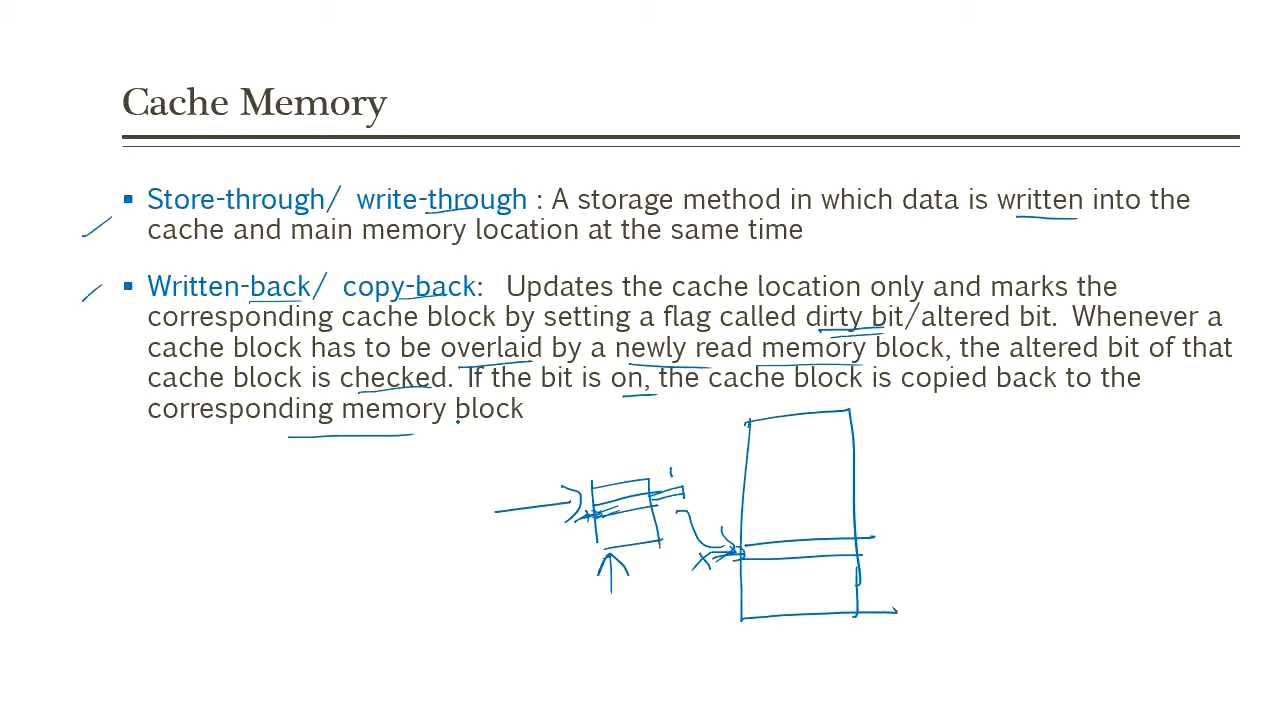 Cache Memory
▪ Store-through/ write-through : A storage method in which data is written into the
cache and main memory location at the same time
▪ Written-back/ copy-back: Updates the cache location only and marks the
corresponding cache block by setting a flag called dirty bit/altered bit. Whenever a
cache block has to be overlaid by a newly read memory block, the altered bit of that
cache block is checked. If the bit is on, the cache block is copied back to the
corresponding memory block
X